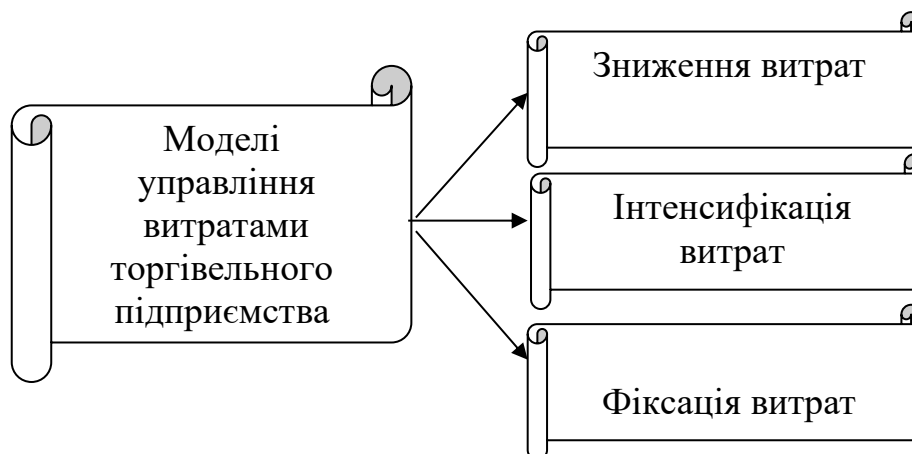 Моделі
управління
витратами
торгівельного
підприємства
Зниження витрат
Інтенсифікація
витрат
Фіксація витрат